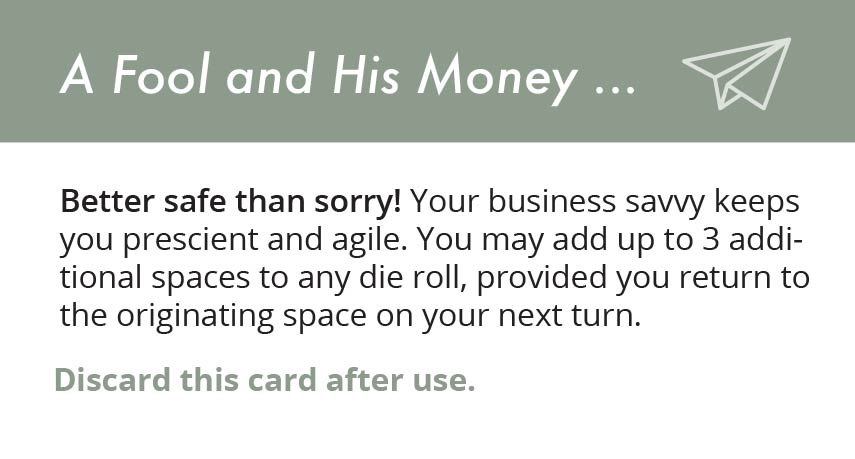 A Fool and His Money ...
Better safe than sorry! Your business savvy keeps
you prescient and agile. You may add up to 3 addi-
tional spaces to any die roll, provided you return to
the originating space on your next turn.
Discard this card after use.